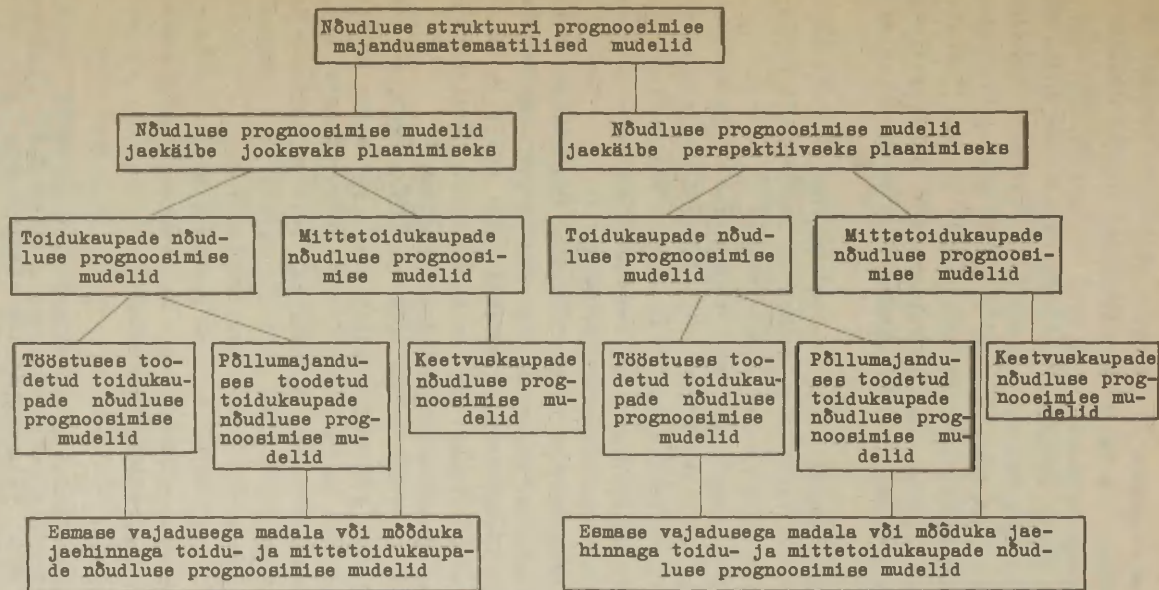 Nõudluse struktuuri prognoosimise
majandusmatemaatilised mudelid
Nõudluse prognoosimise mudelid
jaekäibe jooksvaks plaanimiseks
Nõudluse prognoosimise mudelid
jaekäibe perspektiivseks plaanimiseks
Toidukaupade nõud-
luse prognoosimise
mudelid
Mittetoidukaupade
nõudluse prognoosi-
mise mudelid
Toidukaupade nõud-
luse prognoosimise
mudelid
Mittetoidukaupade
nõudluse prognoosi-
mise mudelid
Tööstuses too-
detud toidukau-
pade nõudluse
prognoosimise
mudelid
Põllumajandu-
ses toodetud
toidukaupade
nõudluse prog-
noosimise mu-
delid
Keetvuskaupade
nõudluse prog-
noosimise mu-
delid
Tööstuses too-
detud toidukau-
pade nõudluse
prognoosimise
mudelid
Põllumajandu-
ses toodetud
toidukaupade
nõudluse prog-
noosimise mu-
delid
Keetvuskaupade
nõudluse prog-
noosimise mu-
delid
Esmase vajadusega madala või mõõduka
jaehinnaga toidu- ja mittetoidukaupa-
de nõudluse prognoosimise mudelid
Esmase vajadusega madala või mõõduka jae-
hinnaga toidu- ja mittetoidukaupade nõud-
luse prognoosimise mudelid